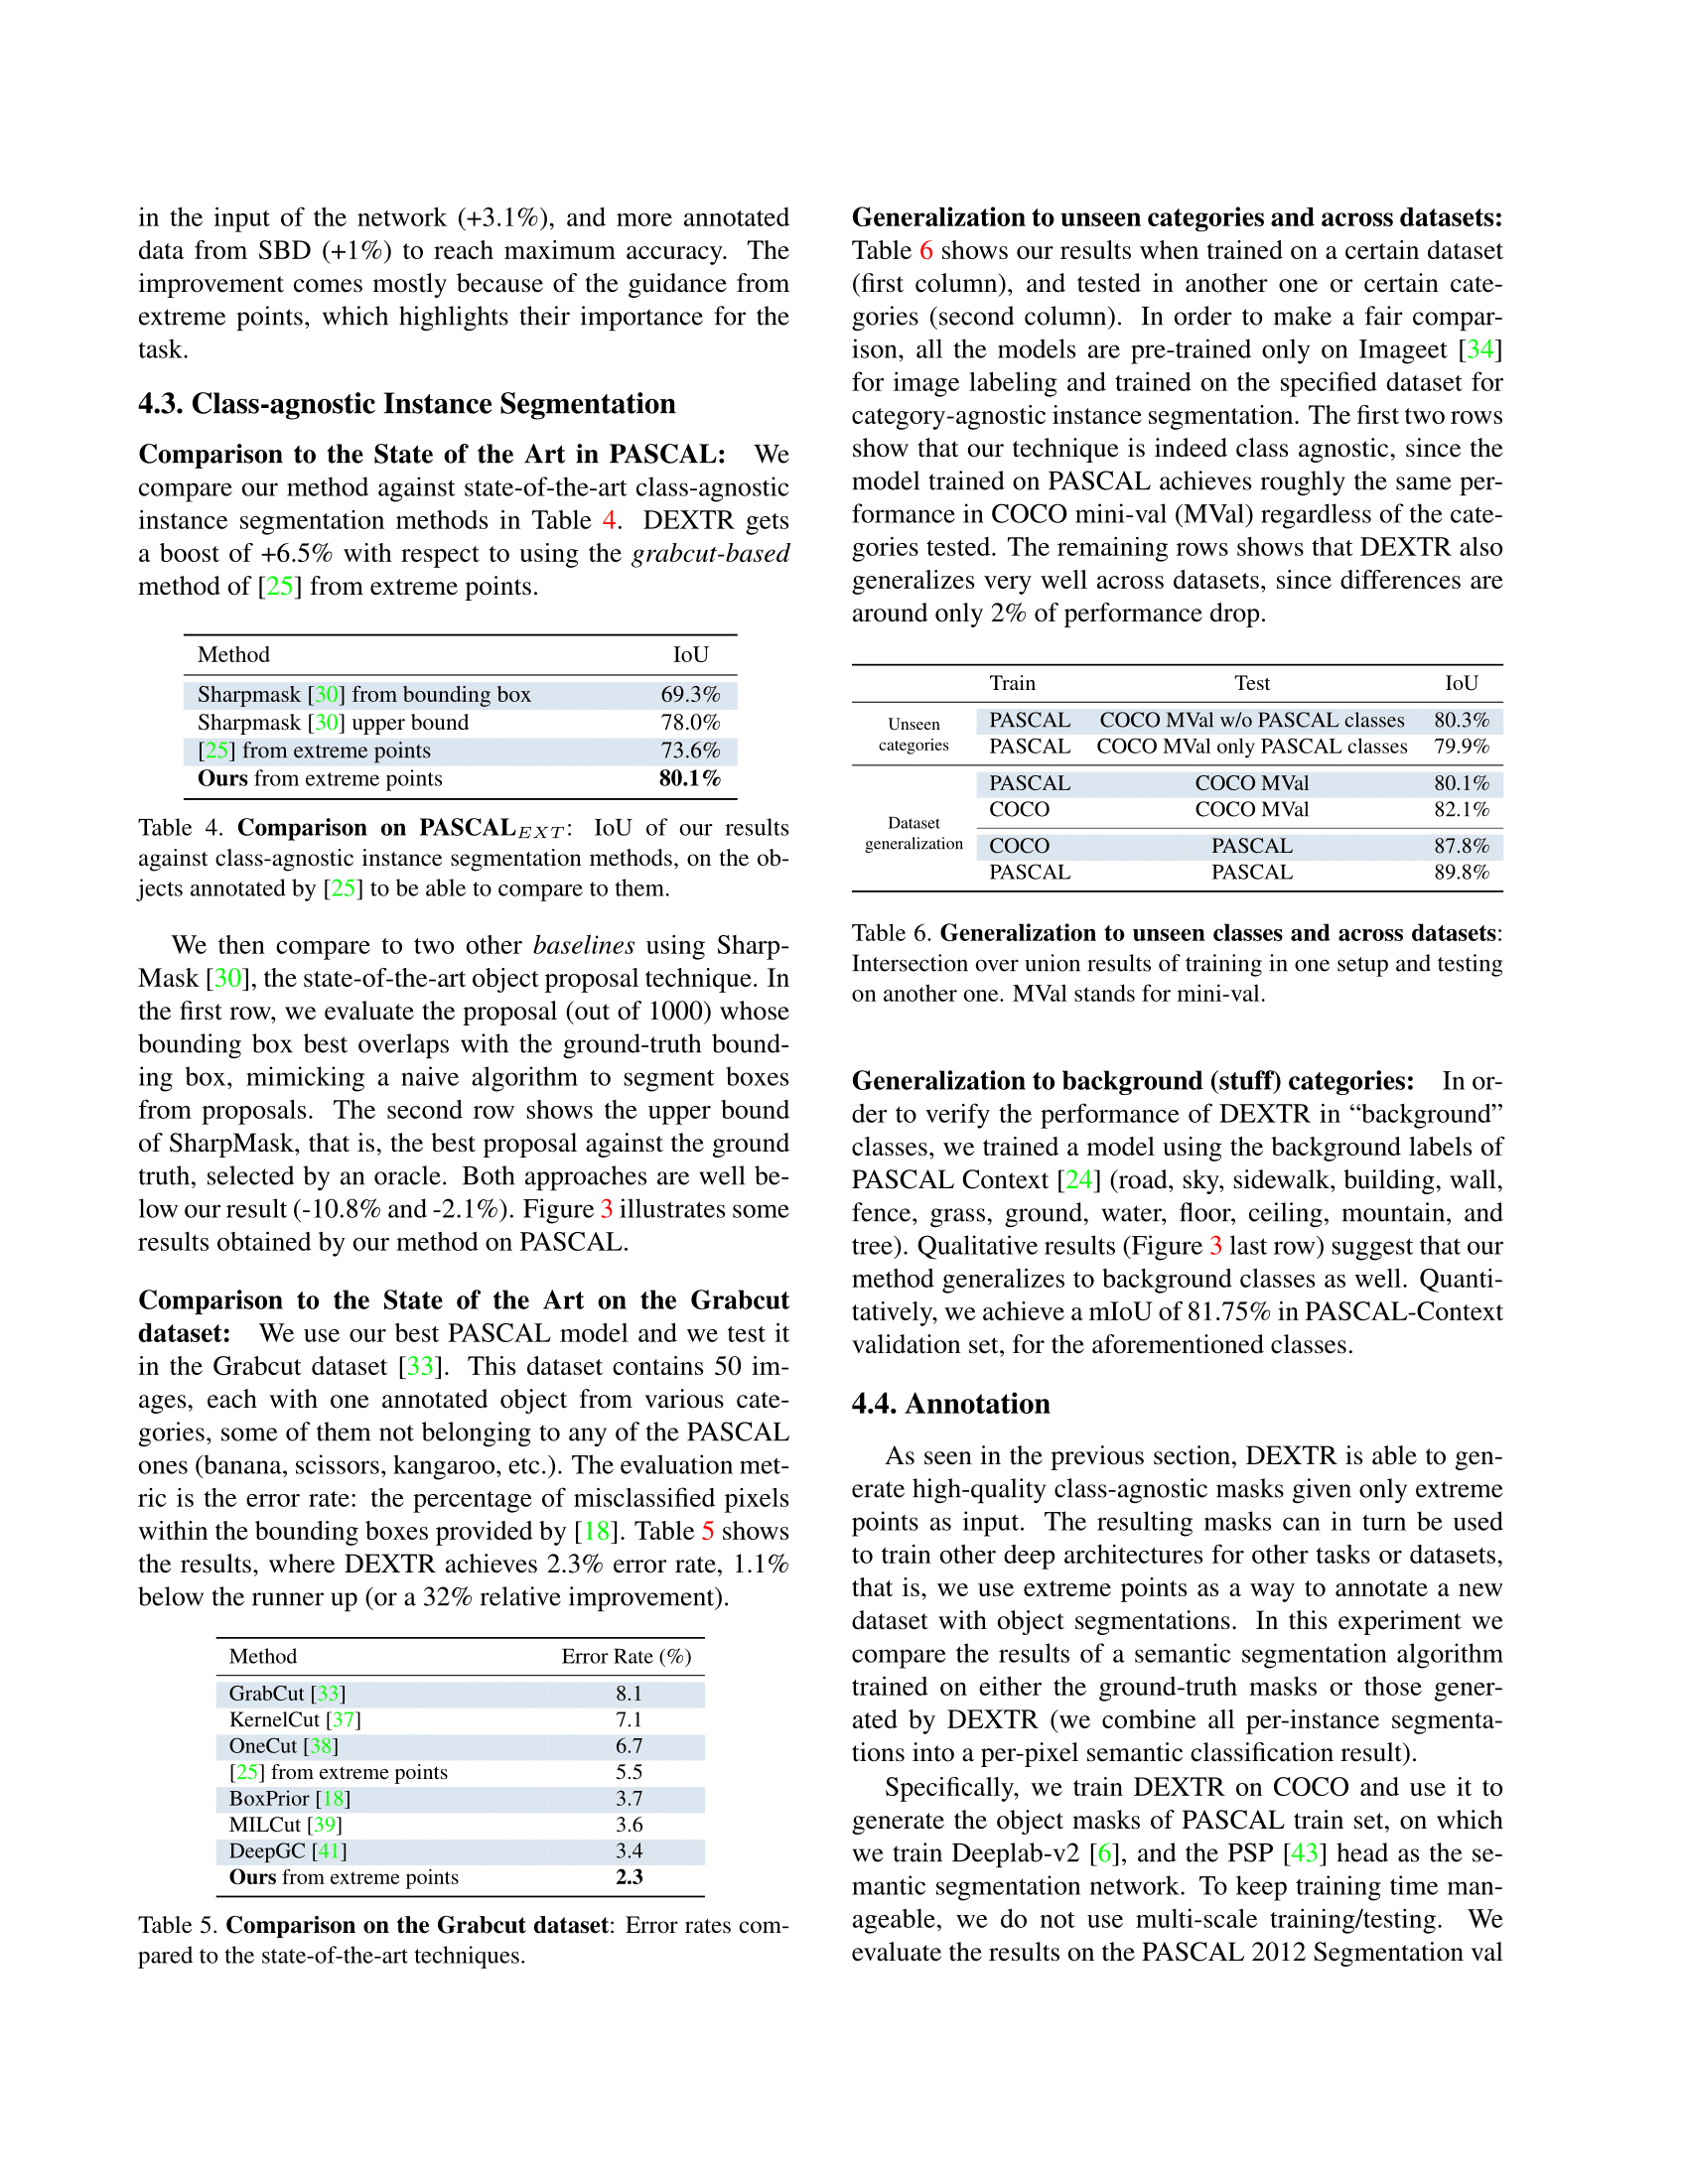 in the input of the network (+3.1%), and more annotated
data from SBD (+1%) to reach maximum accuracy. The
improvement comes mostly because of the guidance from
extreme points, which highlights their importance for the
task.
4.3. Class-agnostic Instance Segmentation
Comparison to the State of the Art in PASCAL: We
compare our method against state-of-the-art class-agnostic
instance segmentation methods in Table 4. DEXTR gets
a boost of +6.5% with respect to using the grabcut-based
method of [25] from extreme points.
Method IoU
Sharpmask [30] from bounding box 69.3%
Sharpmask [30] upper bound 78.0%
[25] from extreme points 73.6%
Ours from extreme points 80.1%
Table 4. Comparison on PASCALEXT: IoU of our results
against class-agnostic instance segmentation methods, on the ob-
jects annotated by [25] to be able to compare to them.
We then compare to two other baselines using Sharp-
Mask [30], the state-of-the-art object proposal technique. In
the first row, we evaluate the proposal (out of 1000) whose
bounding box best overlaps with the ground-truth bound-
ing box, mimicking a naive algorithm to segment boxes
from proposals. The second row shows the upper bound
of SharpMask, that is, the best proposal against the ground
truth, selected by an oracle. Both approaches are well be-
low our result (-10.8% and -2.1%). Figure 3 illustrates some
results obtained by our method on PASCAL.
Comparison to the State of the Art on the Grabcut
dataset: We use our best PASCAL model and we test it
in the Grabcut dataset [33]. This dataset contains 50 im-
ages, each with one annotated object from various cate-
gories, some of them not belonging to any of the PASCAL
ones (banana, scissors, kangaroo, etc.). The evaluation met-
ric is the error rate: the percentage of misclassified pixels
within the bounding boxes provided by [18]. Table 5 shows
the results, where DEXTR achieves 2.3% error rate, 1.1%
below the runner up (or a 32% relative improvement).
Method Error Rate (%)
GrabCut [33] 8.1
KernelCut [37] 7.1
OneCut [38] 6.7
[25] from extreme points 5.5
BoxPrior [18] 3.7
MILCut [39] 3.6
DeepGC [41] 3.4
Ours from extreme points 2.3
Table 5. Comparison on the Grabcut dataset: Error rates com-
pared to the state-of-the-art techniques.
Generalization to unseen categories and across datasets:
Table 6 shows our results when trained on a certain dataset
(first column), and tested in another one or certain cate-
gories (second column). In order to make a fair compar-
ison, all the models are pre-trained only on Imageet [34]
for image labeling and trained on the specified dataset for
category-agnostic instance segmentation. The first two rows
show that our technique is indeed class agnostic, since the
model trained on PASCAL achieves roughly the same per-
formance in COCO mini-val (MVal) regardless of the cate-
gories tested. The remaining rows shows that DEXTR also
generalizes very well across datasets, since differences are
around only 2% of performance drop.
Train Test IoU
Unseen categories PASCAL COCO MVal w/o PASCAL classes 80.3%
PASCAL COCO MVal only PASCAL classes 79.9%
Dataset generalization PASCAL COCO MVal 80.1%
COCO COCO MVal 82.1%
COCO PASCAL 87.8%
PASCAL PASCAL 89.8%
Table 6. Generalization to unseen classes and across datasets:
Intersection over union results of training in one setup and testing
on another one. MVal stands for mini-val.
Generalization to background (stuff) categories: In or-
der to verify the performance of DEXTR in “background”
classes, we trained a model using the background labels of
PASCAL Context [24] (road, sky, sidewalk, building, wall,
fence, grass, ground, water, floor, ceiling, mountain, and
tree). Qualitative results (Figure 3 last row) suggest that our
method generalizes to background classes as well. Quanti-
tatively, we achieve a mIoU of 81.75% in PASCAL-Context
validation set, for the aforementioned classes.
4.4. Annotation
As seen in the previous section, DEXTR is able to gen-
erate high-quality class-agnostic masks given only extreme
points as input. The resulting masks can in turn be used
to train other deep architectures for other tasks or datasets,
that is, we use extreme points as a way to annotate a new
dataset with object segmentations. In this experiment we
compare the results of a semantic segmentation algorithm
trained on either the ground-truth masks or those gener-
ated by DEXTR (we combine all per-instance segmenta-
tions into a per-pixel semantic classification result).
Specifically, we train DEXTR on COCO and use it to
generate the object masks of PASCAL train set, on which
we train Deeplab-v2 [6], and the PSP [43] head as the se-
mantic segmentation network. To keep training time man-
ageable, we do not use multi-scale training/testing. We
evaluate the results on the PASCAL 2012 Segmentation val